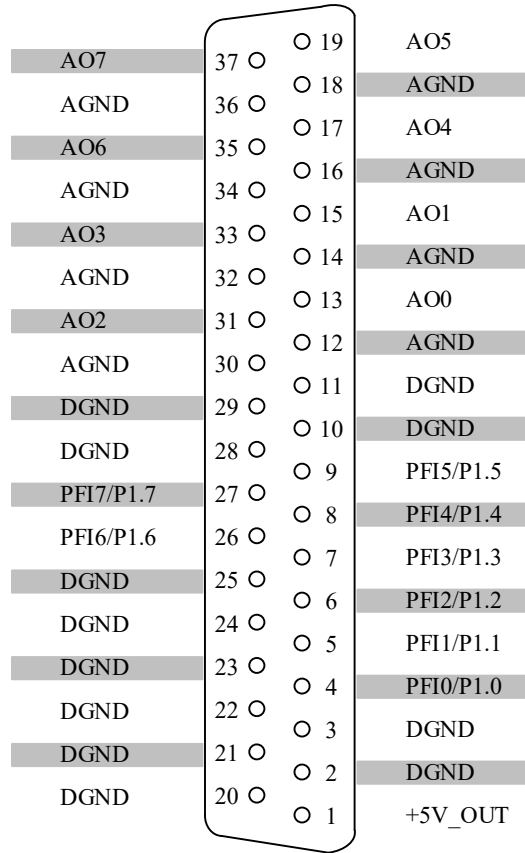 19 AO5
AO7 37
18 AGND
AGND 36
17 AO4
AO6 35
16 AGND
AGND 34
15 AO1
AO3 33
14 AGND
AGND 32
13 AO0
AO2 31
12 AGND
AGND 30
11 DGND
DGND 29
10 DGND
DGND 28
9 PFI5/P1.5
PFI7/P1.7 27
8 PFI4/P1.4
PFI6/P1.6 26
7 PFI3/P1.3
DGND 25
6 PFI2/P1.2
DGND 24
5 PFI1/P1.1
DGND 23
4 PFI0/P1.0
DGND 22
3 DGND
DGND 21
2 DGND
DGND 20
1 +5V_OUT